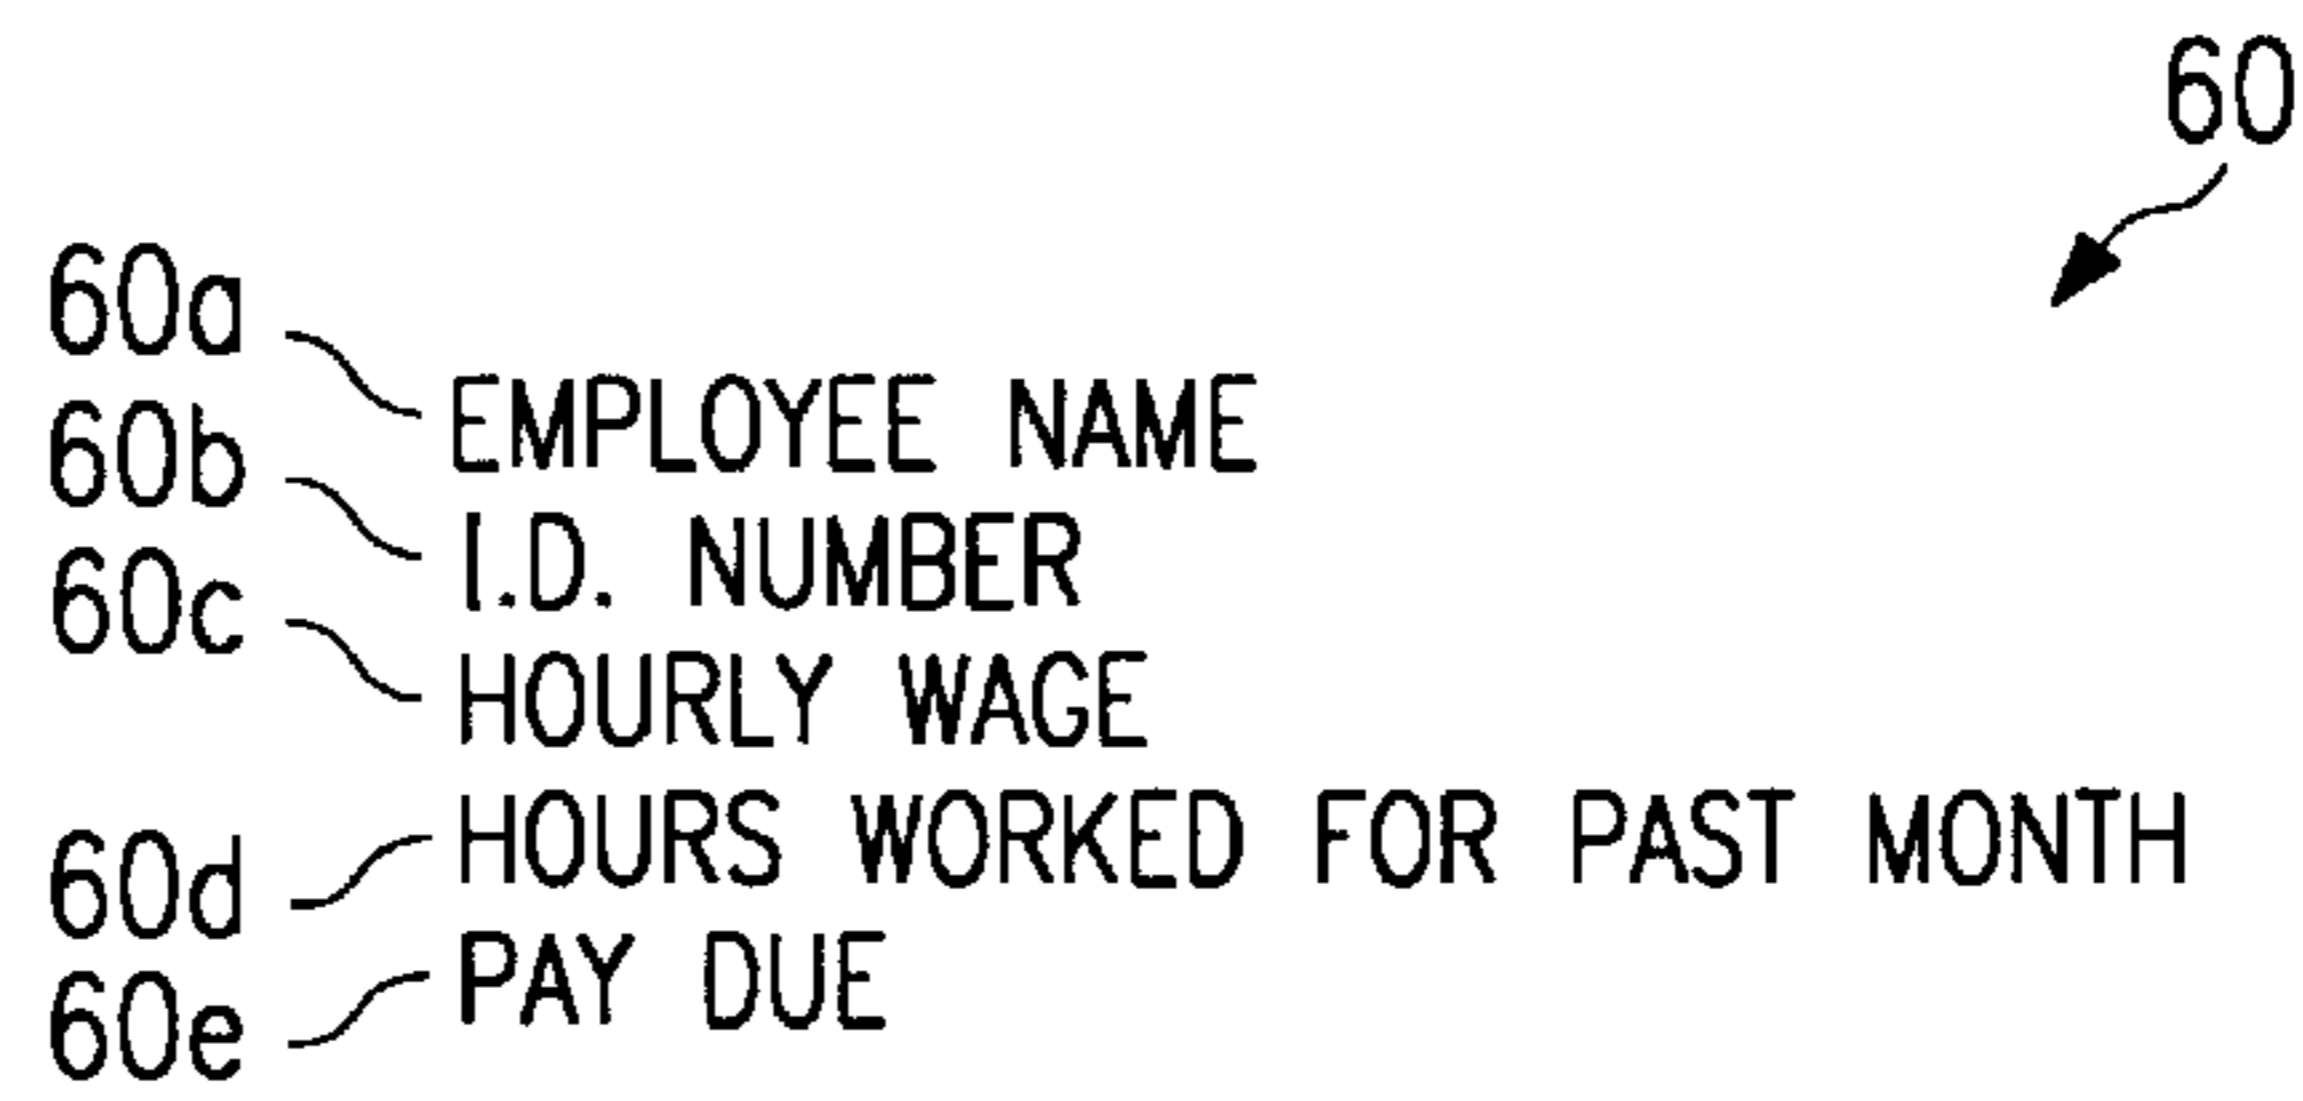 60
60a EMPLOYEE NAME
60b I.D. NUMBER
60c HOURLY WAGE
60d HOURS WORKED FOR PAST MONTH
60e PAY DUE